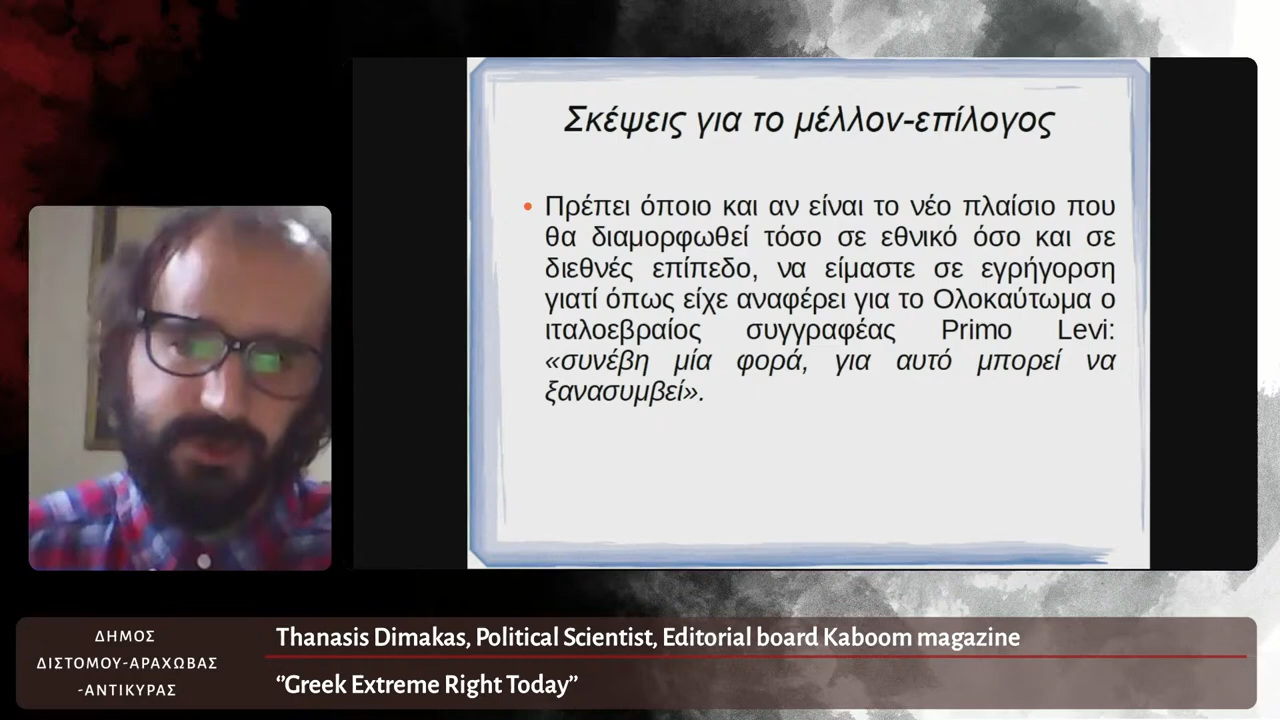 Σκέψεις για το μέλλον-επίλογος
• Πρέπει όποιο και αν είναι το νέο πλαίσιο που
θα διαμορφωθεί τόσο σε εθνικό όσο και σε
διεθνές επίπεδο, να είμαστε σε εγρήγορση
γιατί όπως είχε αναφέρει για το Ολοκαύτωμα ο
ιταλοεβραίος συγγραφέας Primo Levi:
«συνέβη μία φορά, για αυτό μπορεί να
ξανασυμβεί».
ΔΗΜΟΣ
ΔΙΣΤΟΜΟΥ-ΑΡΑΧΩΒΑΣ
-ΑΝΤΙΚΥΡΑΣ
Thanasis Dimakas, Political Scientist, Editorial board Kaboom magazine
‘’Greek Extreme Right Today’’